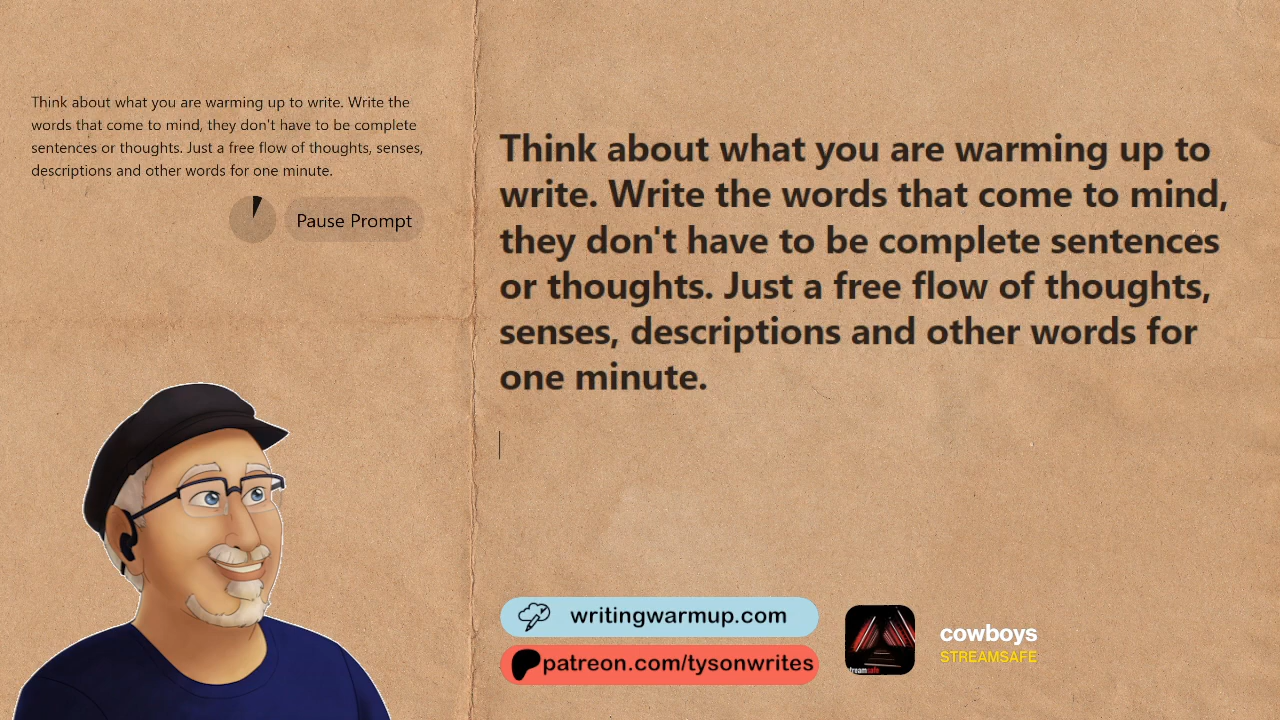 Think about what you are warming up to write. Write the
words that come to mind, they don't have to be complete
sentences or thoughts. Just a free flow of thoughts, senses,
descriptions and other words for one minute.
Pause Prompt
Think about what you are warming up to
write. Write the words that come to mind,
they don't have to be complete sentences
or thoughts. Just a free flow of thoughts,
senses, descriptions and other words for
one minute.
writingwarmup.com
patreon.com/tysonwrites
streamsafe
cowboys
STREAMSAFE